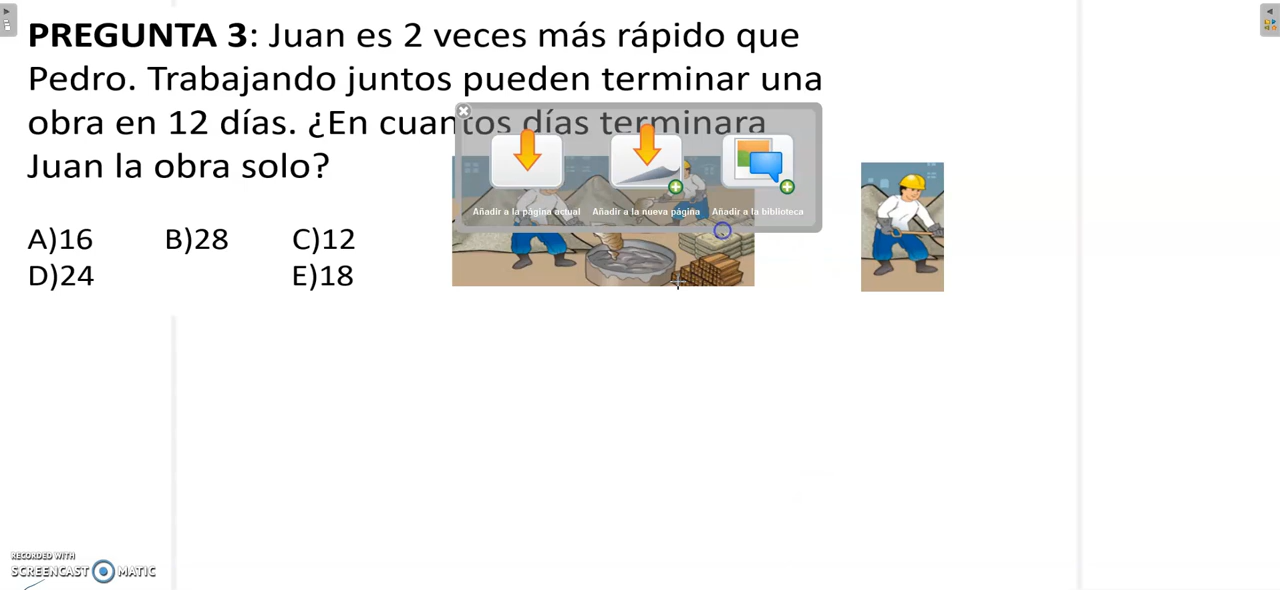 PREGUNTA 3: Juan es 2 veces más rápido que
Pedro. Trabajando juntos pueden terminar una
obra en 12 días. ¿En cuantos días terminara
Juan la obra solo?
Añadir a la página actual Añadir a la nueva página Añadir a la biblioteca
A)16 B)28 C)12
D)24 E)18
RECORDED WITH
SCREENCAST MATIC